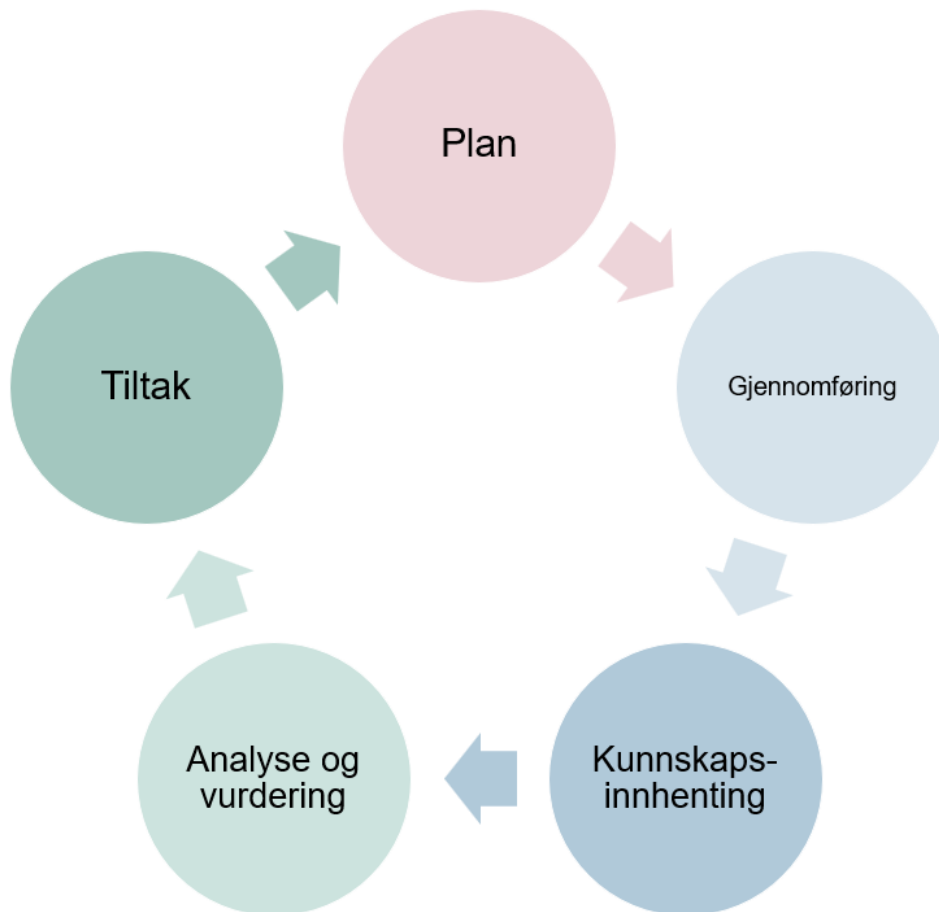 Plan
Gjennomføring
Kunnskaps-
innhenting
Analyse og
vurdering
Tiltak